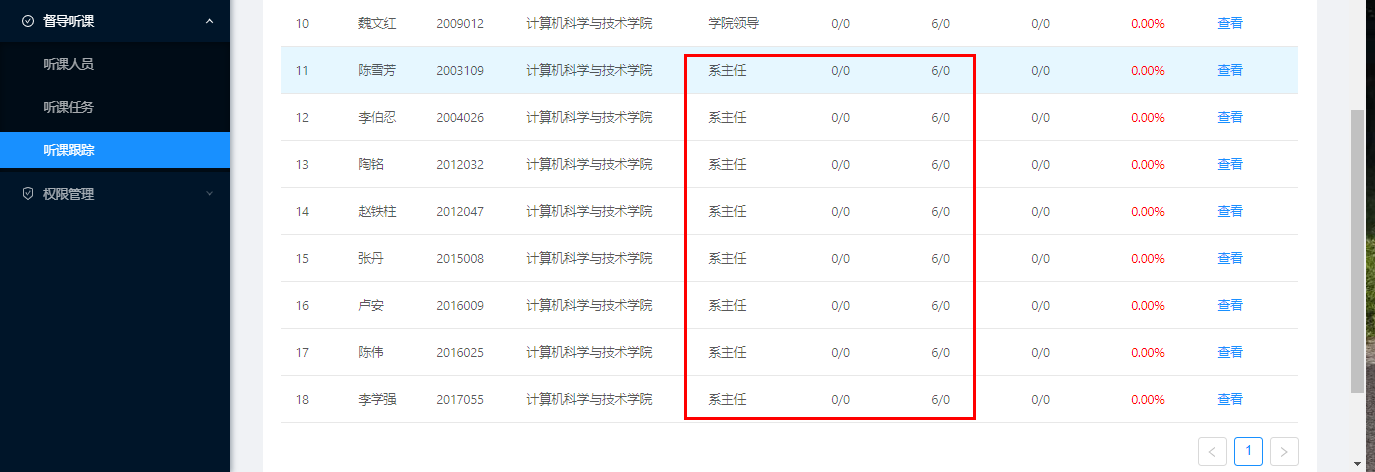 督导听课
听课人员
听课任务
听课跟踪
权限管理
10 魏文红 2009012 计算机科学与技术学院 学院领导 0/0 6/0 0/0 0.00% 查看
11 陈雪芳 2003109 计算机科学与技术学院 系主任 0/0 6/0 0/0 0.00% 查看
12 李伯忍 2004026 计算机科学与技术学院 系主任 0/0 6/0 0/0 0.00% 查看
13 陶铭 2012032 计算机科学与技术学院 系主任 0/0 6/0 0/0 0.00% 查看
14 赵铁柱 2012047 计算机科学与技术学院 系主任 0/0 6/0 0/0 0.00% 查看
15 张丹 2015008 计算机科学与技术学院 系主任 0/0 6/0 0/0 0.00% 查看
16 卢安 2016009 计算机科学与技术学院 系主任 0/0 6/0 0/0 0.00% 查看
17 陈伟 2016025 计算机科学与技术学院 系主任 0/0 6/0 0/0 0.00% 查看
18 李学强 2017055 计算机科学与技术学院 系主任 0/0 6/0 0/0 0.00% 查看
< 1 >